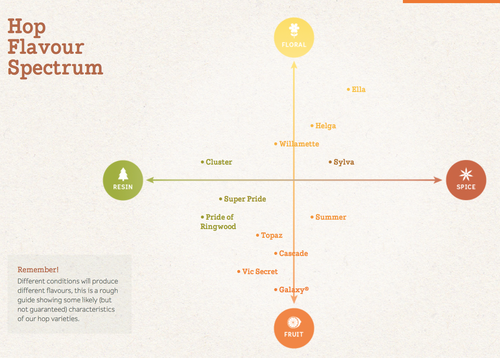 Hop
Flavour
Spectrum
FLORAL
• Ella
• Helga
• Willamette
• Cluster
• Sylva
RESIN
SPICE
• Super Pride
• Pride of
Ringwood
• Summer
• Topaz
• Cascade
• Vic Secret
• Galaxy®
FRUIT
Remember!
Different conditions will produce
different flavours, this is a rough
guide showing some likely (but
not guaranteed) characteristics
of our hop varieties.